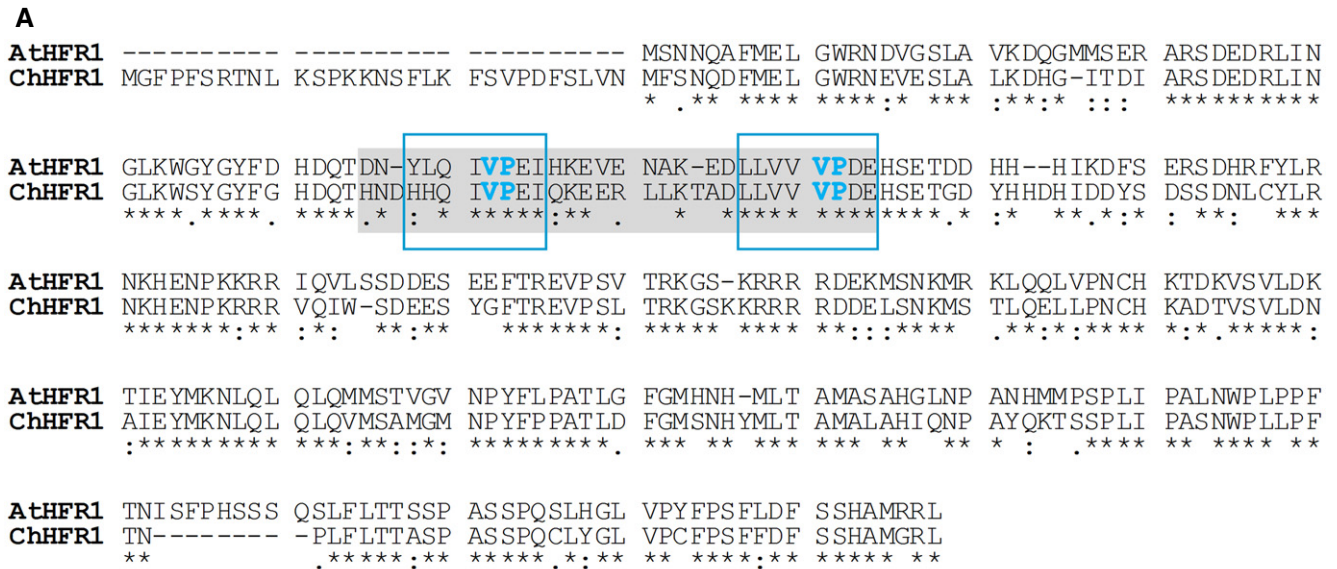 A
AtHFR1 ---------- ---------- ---------- MSNNQAFMEL GWRNDVGSLA VKDQGMMSER ARSDEDRLIN
ChHFR1 MGFPFSRTNL KSPKKNSFLK FSVPDFSLVN MFSNQDFMEL GWRNEVESLA LKDHG-ITDI ARSDEDRLIN
* .** **** ****:* *** :**:* ::: **********
AtHFR1 GLKWGYGYFD HDQTDN-YLQ IVPEIHKEVE NAK-EDLLVV VPDEHSETDD HH--HIKDFS ERSDHRFYLR
ChHFR1 GLKWSYGYFG HDQTHNDHHQ IVPEIQKEER LLKTADLLVV VPDEHSETGD YHHDHIDDYS DSSDNLCYLR
****.****. ****.* : * *****:** . * ***** ********.* :* **.*:* : **: ***
AtHFR1 NKHENPKKRR IQVLSSDDES EEFTREVPSV TRKGS-KRRR RDEKMSNKMR KLQQLVPNCH KTDKVSVLDK
ChHFR1 NKHENPKKRR VQIW-SDEES YGFTREVPSL TRKGSKKRRR RDDELSNKMS TLQELLPNCH KADTVSVLDN
*******:** :*: **:** *******: ***** **** **::**** .**:*:**** *:*.*****:
AtHFR1 TIEYMKNLQL QLQMMSTVGV NPYFLPATLG FGMHNH-MLT AMASAHGLNP ANHMMPSPLI PALNWPLPPF
ChHFR1 AIEYMKNLQL QLQVMSAMGM NPYFPPATLD FGMSNHYMLT AMALAHIQNP AYQKTSSPLI PASNWPLLPF
:********* ***:**::*: **** ****. *** ** *** *** ** ** * : .**** ** **** **
AtHFR1 TNISFPHSSS QSLFLTTSSP ASSPQSLHGL VPYFPSFLDF SSHAMRRL
ChHFR1 TN-------- -PLFLTTASP ASSPQCLYGL VPCFPSFFDF SSHAMGRL
** .*****:** *****.*:** ** ****:** ***** **